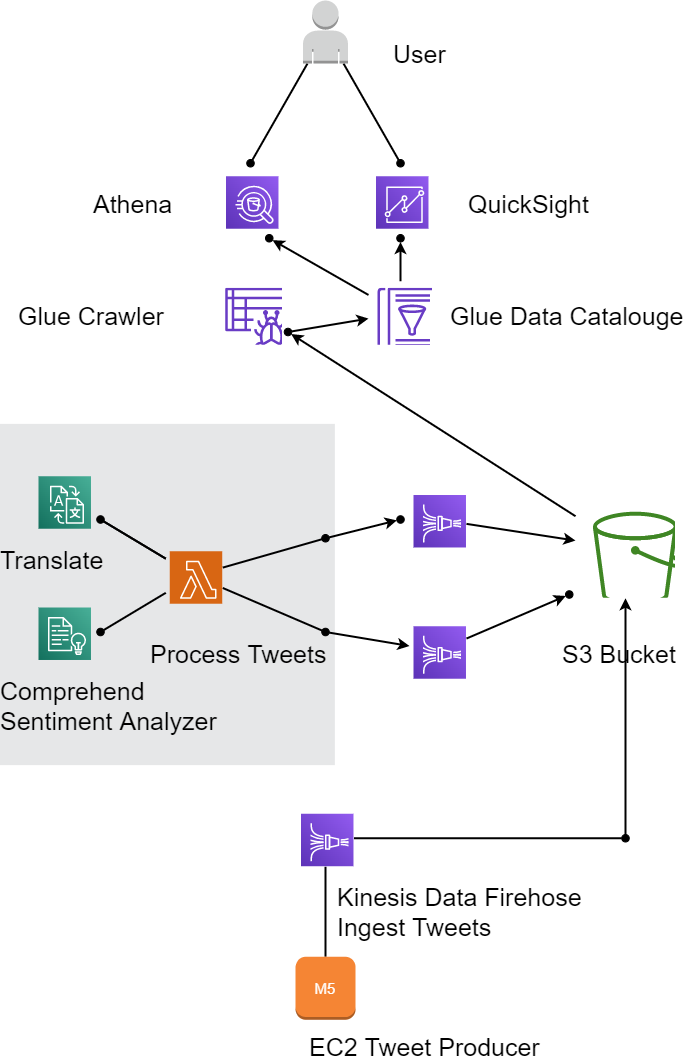 User
Athena
QuickSight
Glue Crawler
Glue Data Catalouge
A
文
Translate
Process Tweets
S3 Bucket
Comprehend
Sentiment Analyzer
Kinesis Data Firehose
Ingest Tweets
M5
EC2 Tweet Producer